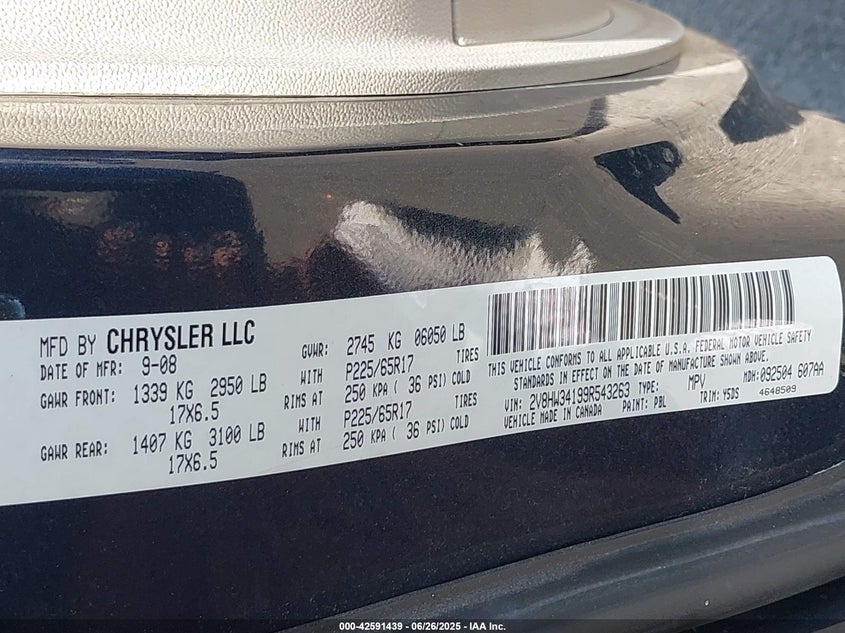 MFD BY CHRYSLER LLC
DATE OF MFR: 9-08
GAWR FRONT: 1339 KG 2950 LB
17X6.5
GAWR REAR: 1407 KG 3100 LB
17X6.5
GVWR: 2745 KG 06050 LB
WITH P225/65R17 TIRES
RIMS AT 250 KPA ( 36 PSI) COLD
WITH P225/65R17 TIRES
RIMS AT 250 KPA ( 36 PSI) COLD
THIS VEHICLE CONFORMS TO ALL APPLICABLE U.S.A. FEDERAL MOTOR VEHICLE SAFETY
STANDARDS IN EFFECT ON THE DATE OF MANUFACTURE SHOWN ABOVE.
VIN: 2V8HW34199R543263 TYPE: MPV MDH: 092504 607AA
VEHICLE MADE IN CANADA PAINT: PBL TRIM: Y5DS 4648509
000-42591439 - 06/26/2025 - IAA Inc.